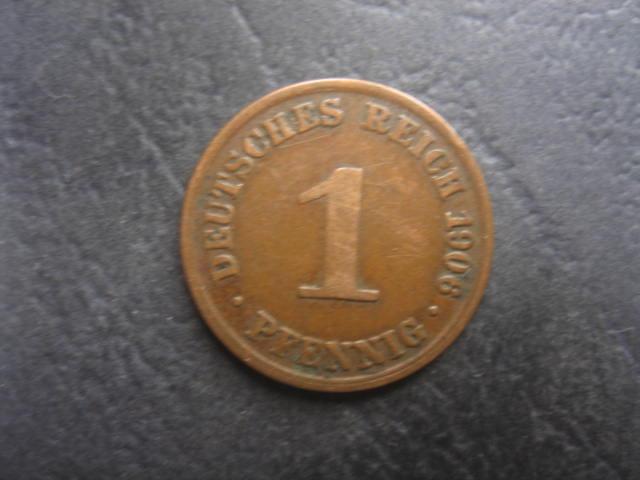 DEUTSCHES REICH 1906
1
· PFENNIG ·